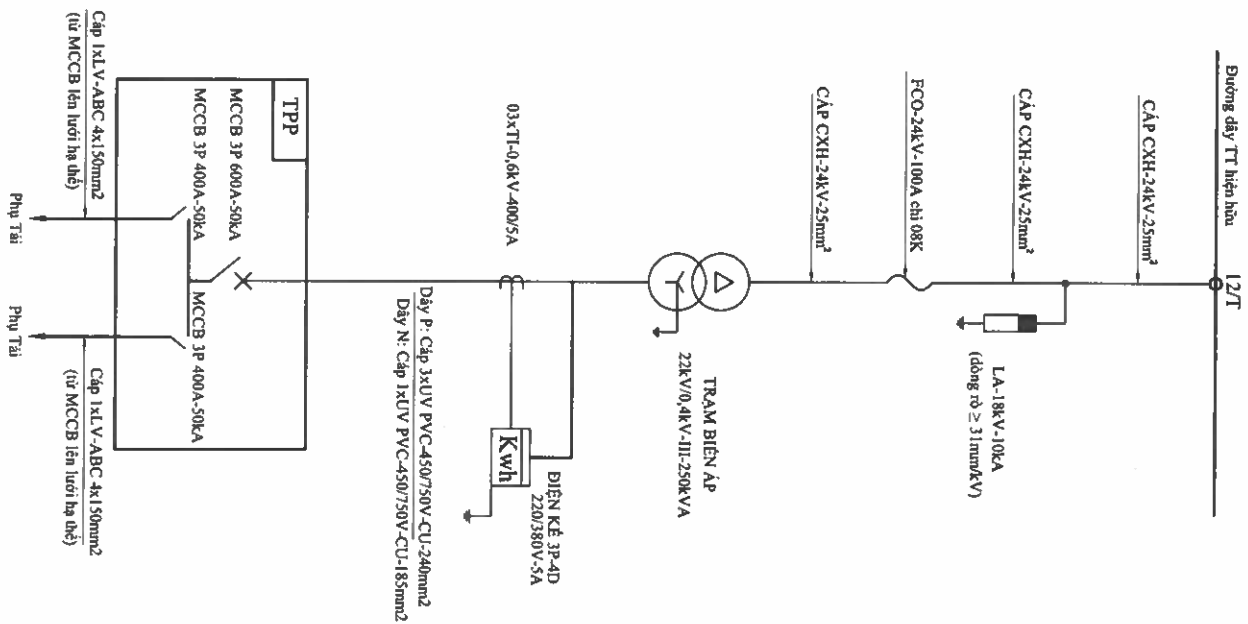 Đường dây TT hiện hữu
12/T
CÁP CXH-24kV-25mm²
LA-18kV-10kA
(dòng rò ≥ 31mm/kV)
CÁP CXH-24kV-25mm²
FCO-24kV-100A chì 08K
CÁP CXH-24kV-25mm²
TRẠM BIẾN ÁP
22kV/0,4kV-III-250kVA
03xTI-0,6kV-400/5A
ĐIỆN KẾ 3P-4D
220/380V-5A
Kwh
Dây P: Cáp 3xUV PVC-450/750V-CU-240mm2
Dây N: Cáp 1xUV PVC-450/750V-CU-185mm2
TPP
MCCB 3P 600A-50kA
MCCB 3P 400A-50kA
MCCB 3P 400A-50kA
Cáp 1xLV-ABC 4x150mm2
(từ MCCB lên lưới hạ thế)
Cáp 1xLV-ABC 4x150mm2
(từ MCCB lên lưới hạ thế)
Phụ Tải
Phụ Tải